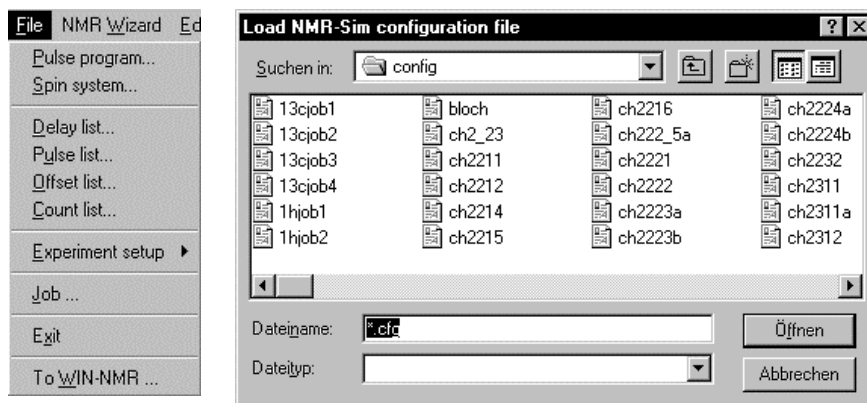 File NMR Wizard Ed
Pulse program...
Spin system...
Delay list...
Pulse list...
Offset list...
Count list...
Experiment setup
Job ...
Exit
To WIN-NMR ...
Load NMR-Sim configuration file
Suchen in: config
13cjob1 bloch ch2216 ch2224a
13cjob2 ch2_23 ch222_5a ch2224b
13cjob3 ch2211 ch2221 ch2232
13cjob4 ch2212 ch2222 ch2311
1hjob1 ch2214 ch2223a ch2311a
1hjob2 ch2215 ch2223b ch2312
Dateiname: *.cfg Öffnen
Dateityp: Abbrechen